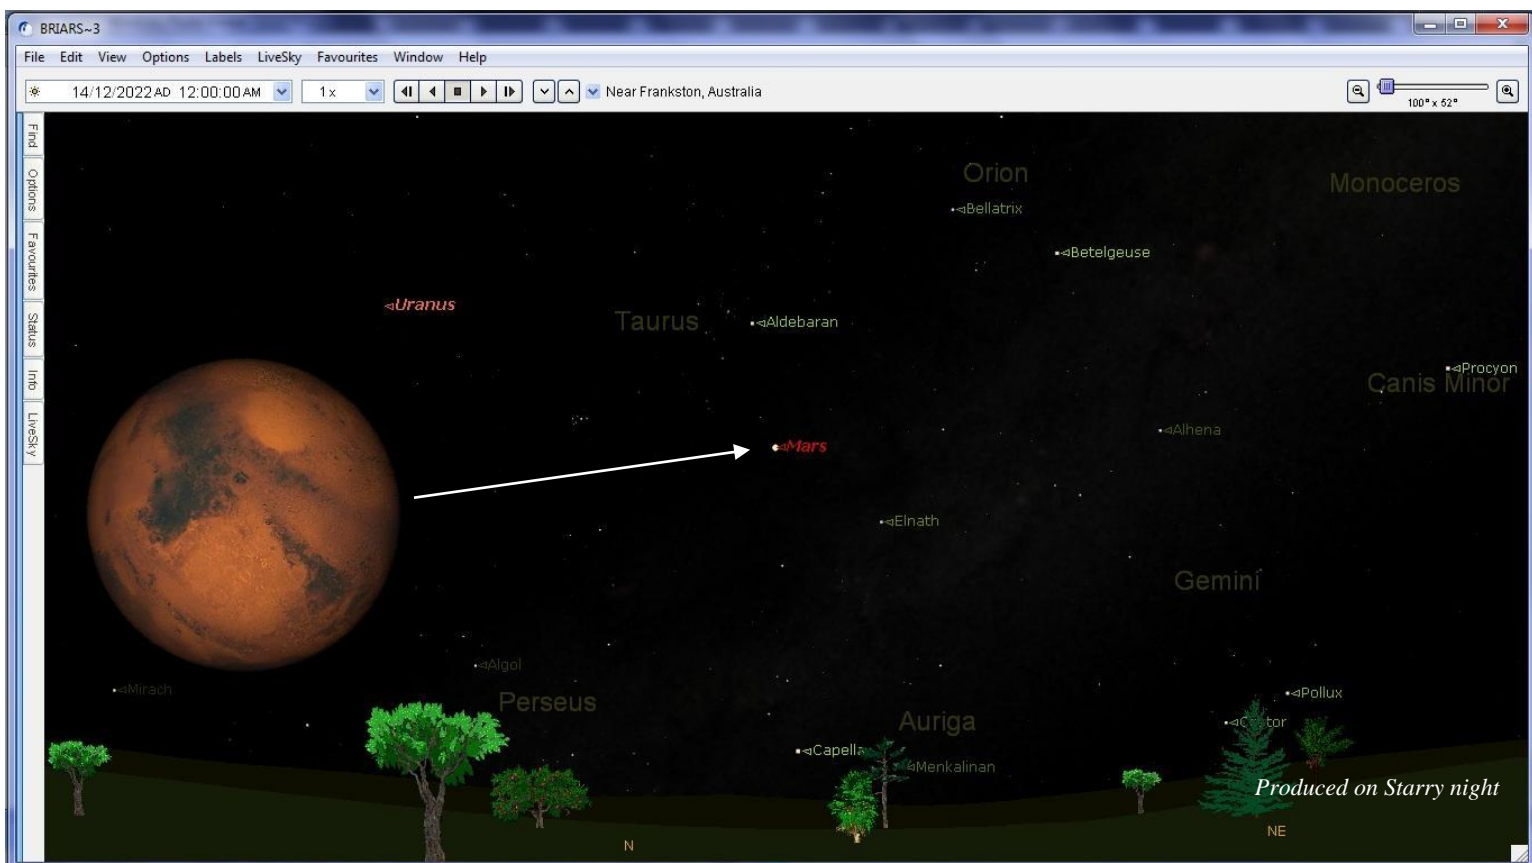 BRIARS~3
File Edit View Options Labels LiveSky Favourites Window Help
14/12/2022 AD 12:00:00 AM 1 x Near Frankston, Australia
100° x 52°
Find
Options
Favourites
Status
Info
LiveSky
Orion
Monoceros
Bellatrix
Betelgeuse
Uranus
Taurus
Aldebaran
Procyon
Canis Minor
Alhena
Mars
Elnath
Gemini
Algol
Mirach
Perseus
Pollux
Auriga
Castor
Capella
Menkalinan
Produced on Starry night
NE
N